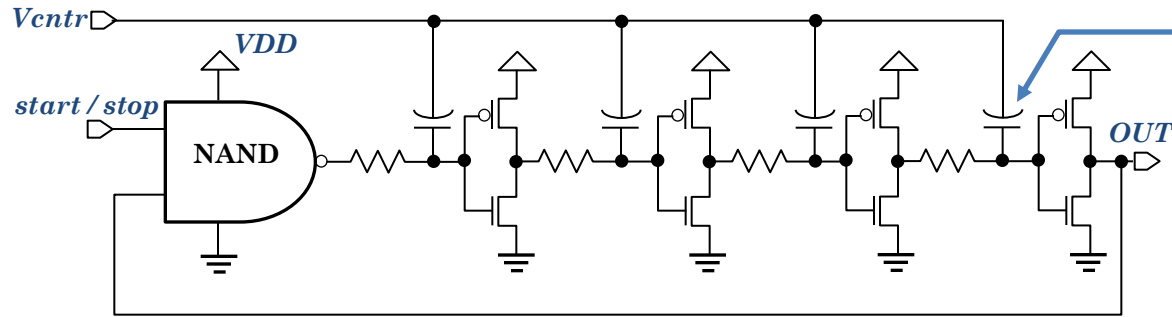 Vcntr
VDD
start/stop
NAND
OUT